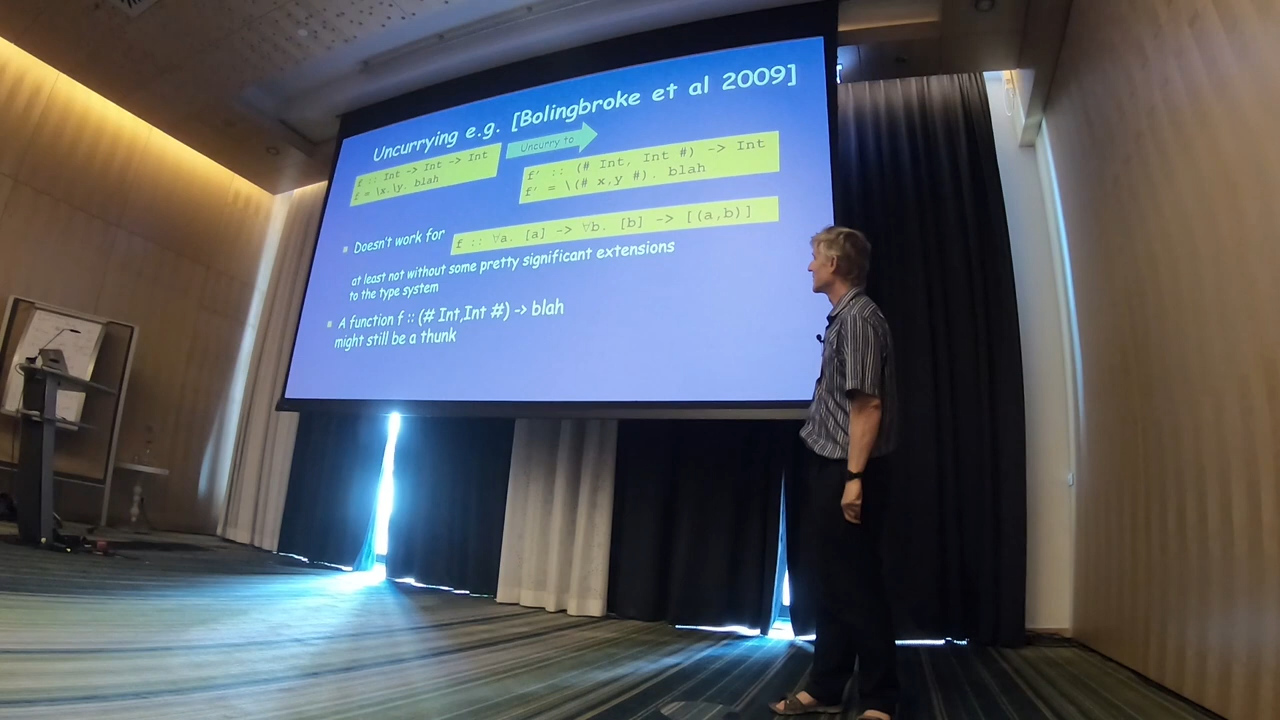 Uncurrying e.g. [Bolingbroke et al 2009]
f :: Int -> Int -> Int
f = \x.\y. blah
Uncurry to
f' :: (# Int, Int #) -> Int
f' = \(# x,y #). blah
Doesn't work for
f :: ∀a. [a] -> ∀b. [b] -> [(a,b)]
at least not without some pretty significant extensions
to the type system
A function f :: (# Int,Int #) -> blah
might still be a thunk